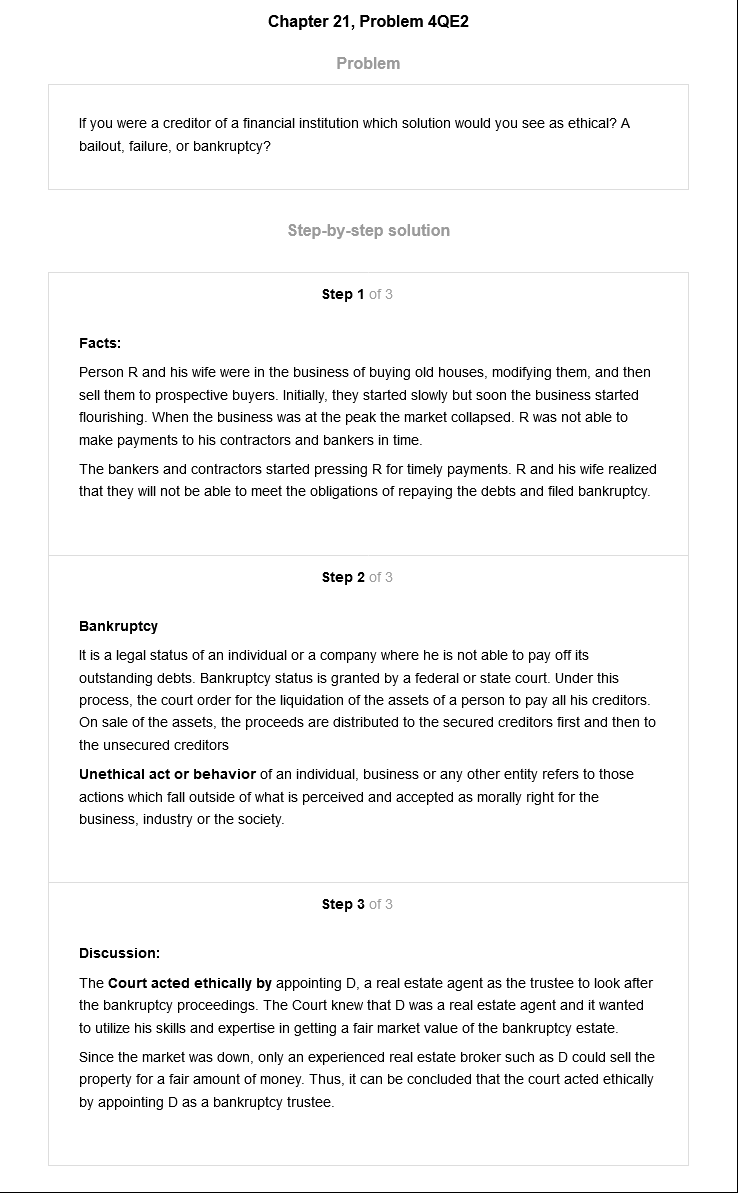 Chapter 21, Problem 4QE2
Problem
If you were a creditor of a financial institution which solution would you see as ethical? A
bailout, failure, or bankruptcy?
Step-by-step solution
Step 1 of 3
Facts:
Person R and his wife were in the business of buying old houses, modifying them, and then
sell them to prospective buyers. Initially, they started slowly but soon the business started
flourishing. When the business was at the peak the market collapsed. R was not able to
make payments to his contractors and bankers in time.
The bankers and contractors started pressing R for timely payments. R and his wife realized
that they will not be able to meet the obligations of repaying the debts and filed bankruptcy.
Step 2 of 3
Bankruptcy
It is a legal status of an individual or a company where he is not able to pay off its
outstanding debts. Bankruptcy status is granted by a federal or state court. Under this
process, the court order for the liquidation of the assets of a person to pay all his creditors.
On sale of the assets, the proceeds are distributed to the secured creditors first and then to
the unsecured creditors
Unethical act or behavior of an individual, business or any other entity refers to those
actions which fall outside of what is perceived and accepted as morally right for the
business, industry or the society.
Step 3 of 3
Discussion:
The Court acted ethically by appointing D, a real estate agent as the trustee to look after
the bankruptcy proceedings. The Court knew that D was a real estate agent and it wanted
to utilize his skills and expertise in getting a fair market value of the bankruptcy estate.
Since the market was down, only an experienced real estate broker such as D could sell the
property for a fair amount of money. Thus, it can be concluded that the court acted ethically
by appointing D as a bankruptcy trustee.